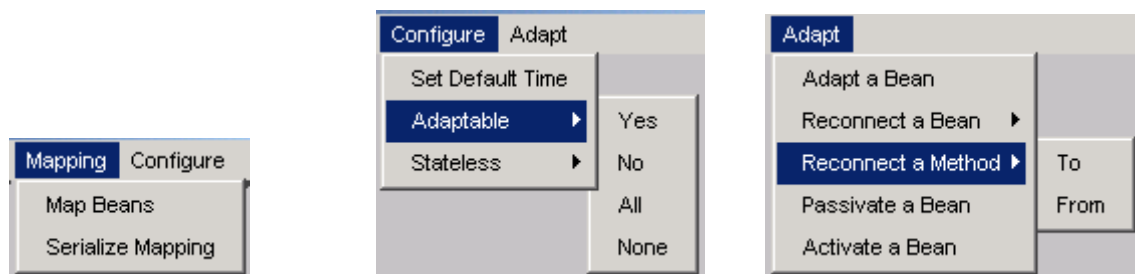 Mapping Configure
Map Beans
Serialize Mapping
Configure Adapt
Set Default Time
Adaptable
Stateless
Yes
No
All
None
Adapt
Adapt a Bean
Reconnect a Bean
Reconnect a Method
Passivate a Bean
Activate a Bean
To
From